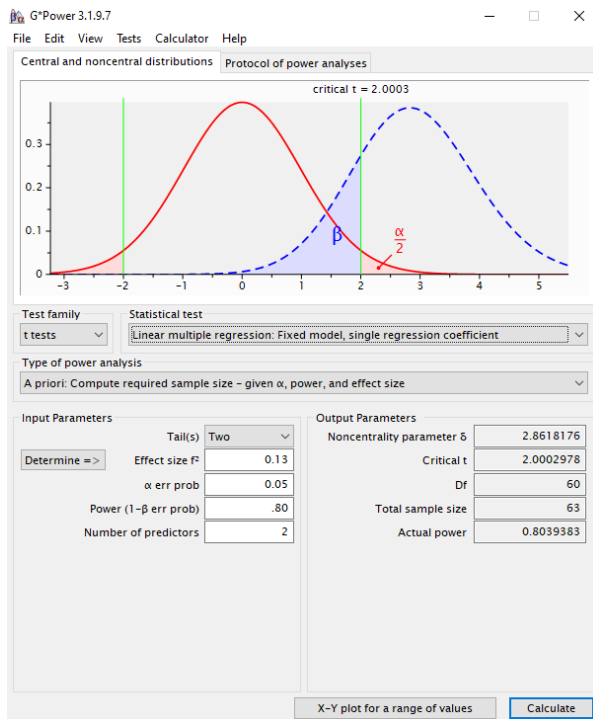 G*Power 3.1.9.7
File Edit View Tests Calculator Help
Central and noncentral distributions Protocol of power analyses
critical t = 2.0003
0.3
0.2
0.1
0
β
α
2
-3 -2 -1 0 1 2 3 4 5
Test family Statistical test
t tests Linear multiple regression: Fixed model, single regression coefficient
Type of power analysis
A priori: Compute required sample size - given α, power, and effect size
Input Parameters Output Parameters
Tail(s) Two Noncentrality parameter δ 2.8618176
Determine => Effect size f² 0.13 Critical t 2.0002978
α err prob 0.05 Df 60
Power (1-β err prob) .80 Total sample size 63
Number of predictors 2 Actual power 0.8039383
X-Y plot for a range of values Calculate